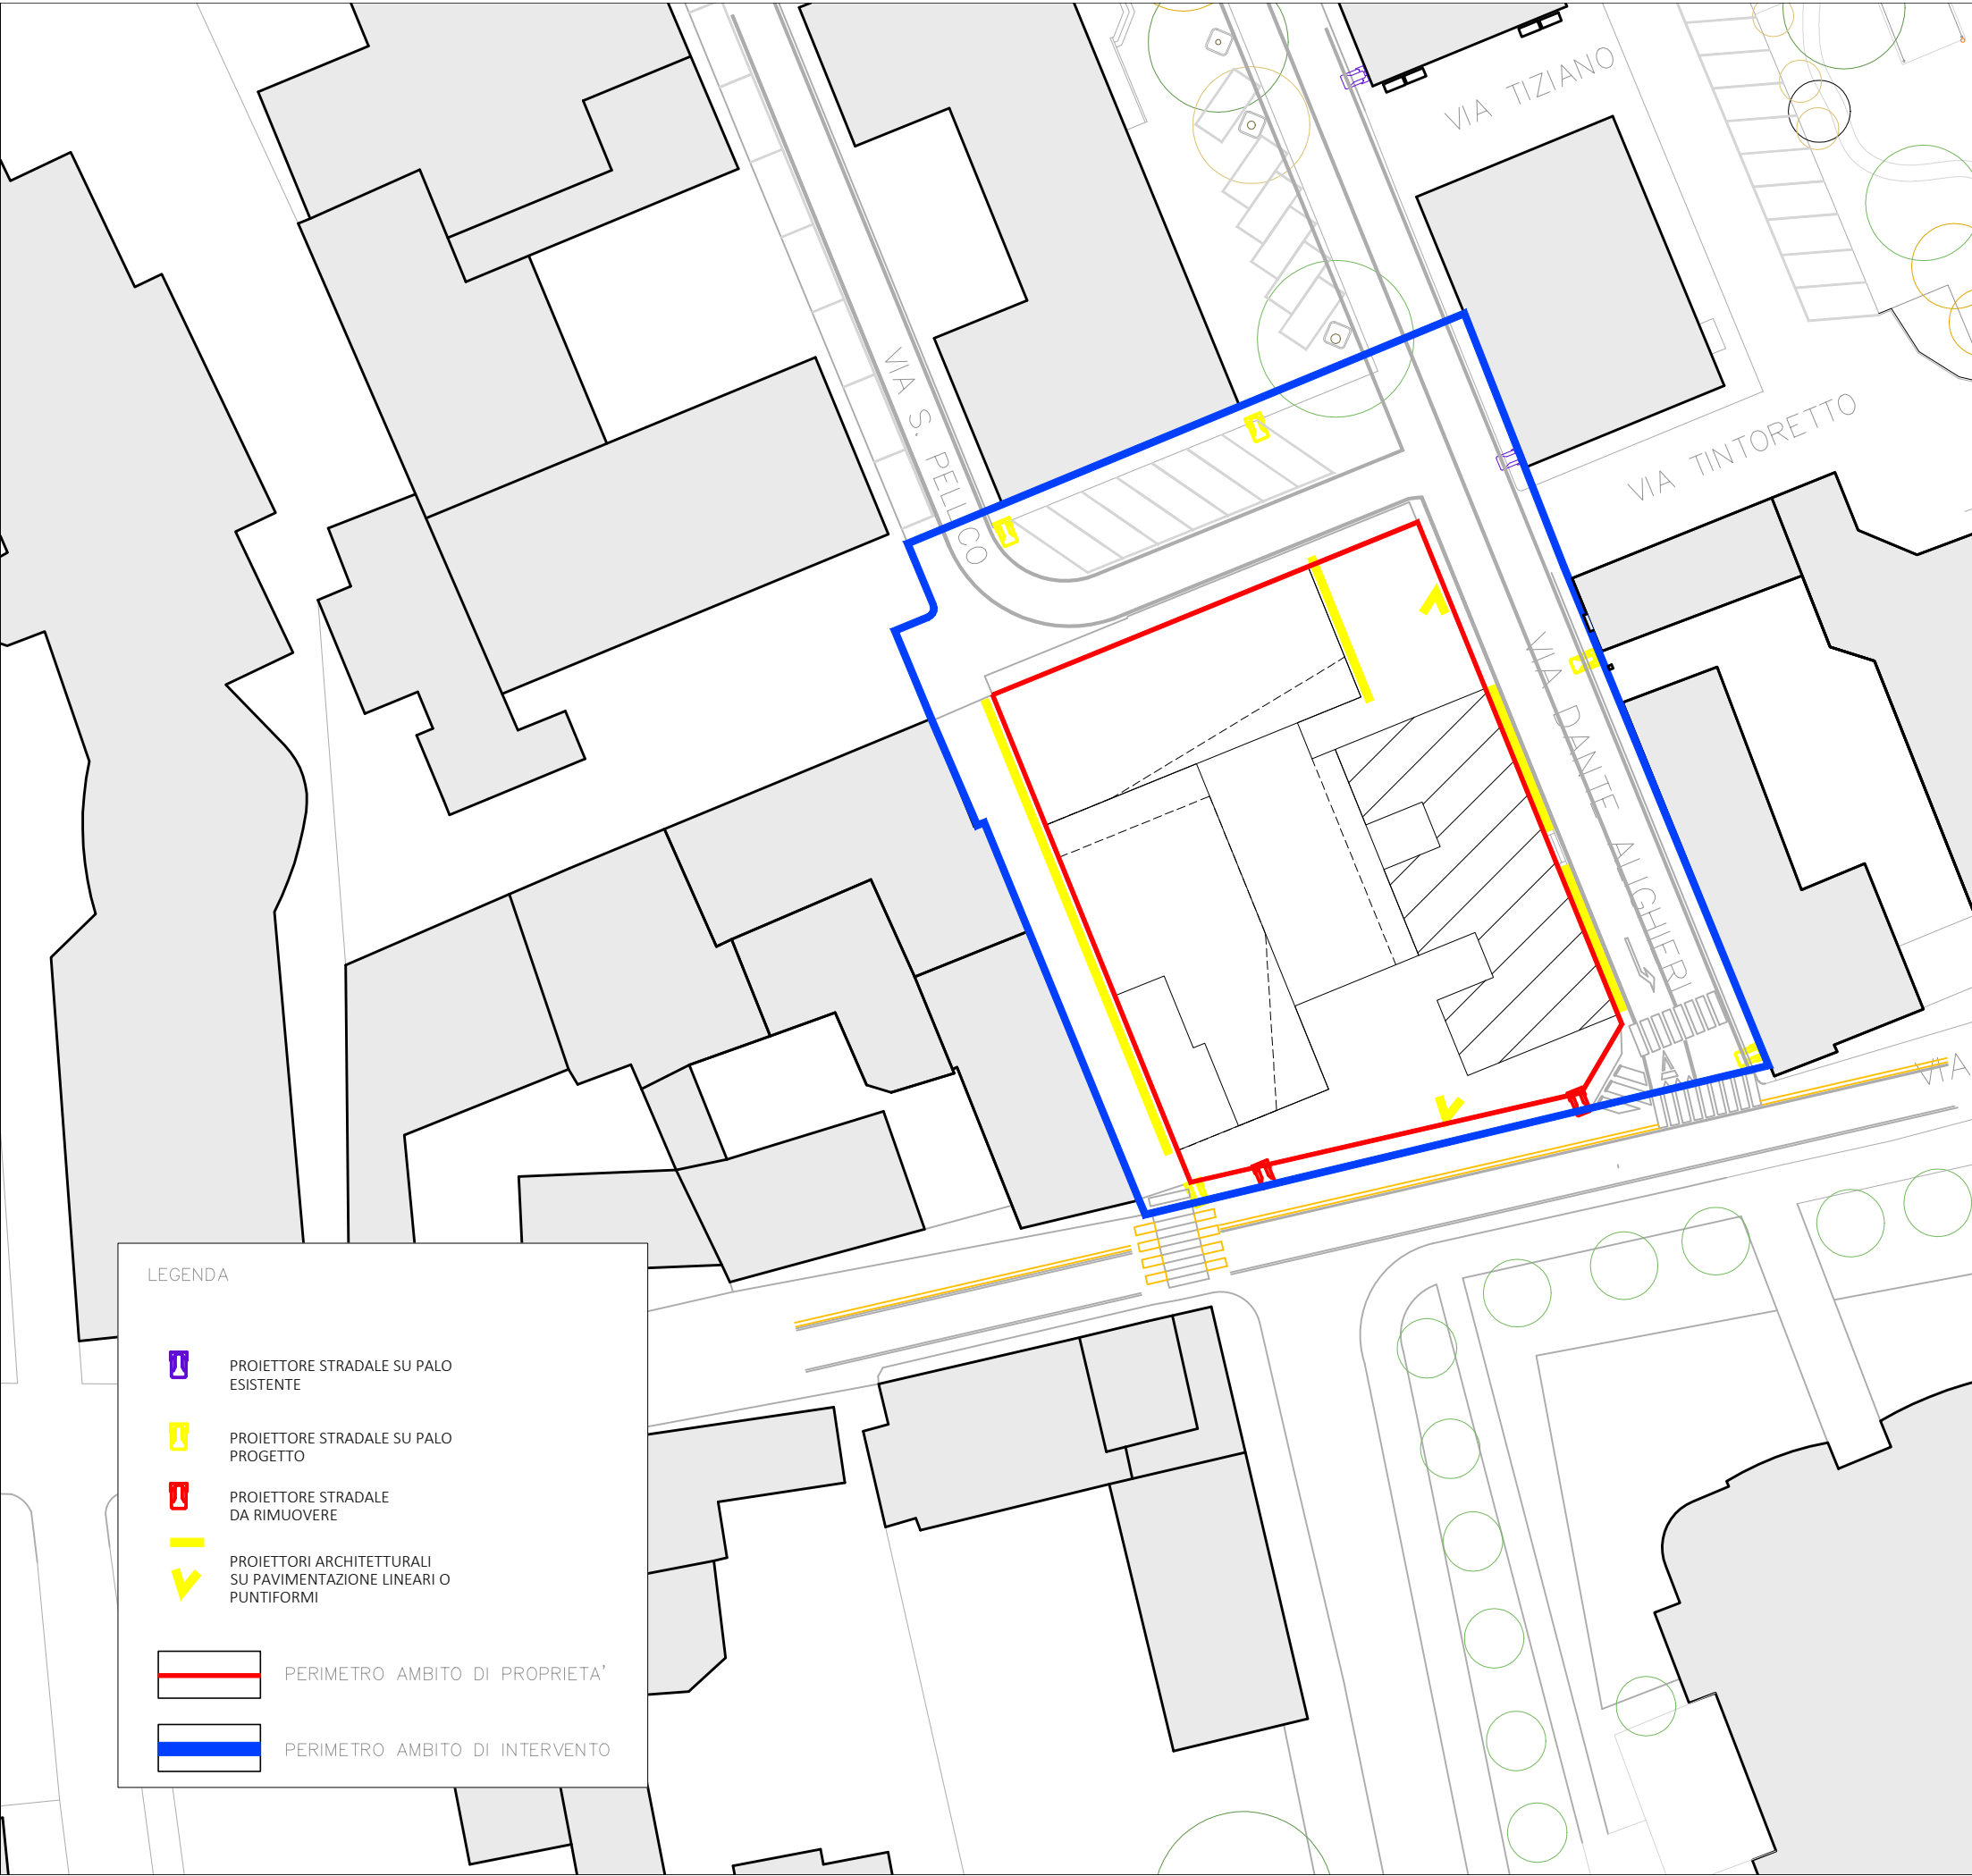 VIA TIZIANO
VIA S. PELLICO
VIA TINTORETTO
VIA DANTE ALIGHIERI
VIA
LEGENDA
PROIETTORE STRADALE SU PALO
ESISTENTE
PROIETTORE STRADALE SU PALO
PROGETTO
PROIETTORE STRADALE
DA RIMUOVERE
PROIETTORI ARCHITETTURALI
SU PAVIMENTAZIONE LINEARI O
PUNTIFORMI
PERIMETRO AMBITO DI PROPRIETA'
PERIMETRO AMBITO DI INTERVENTO